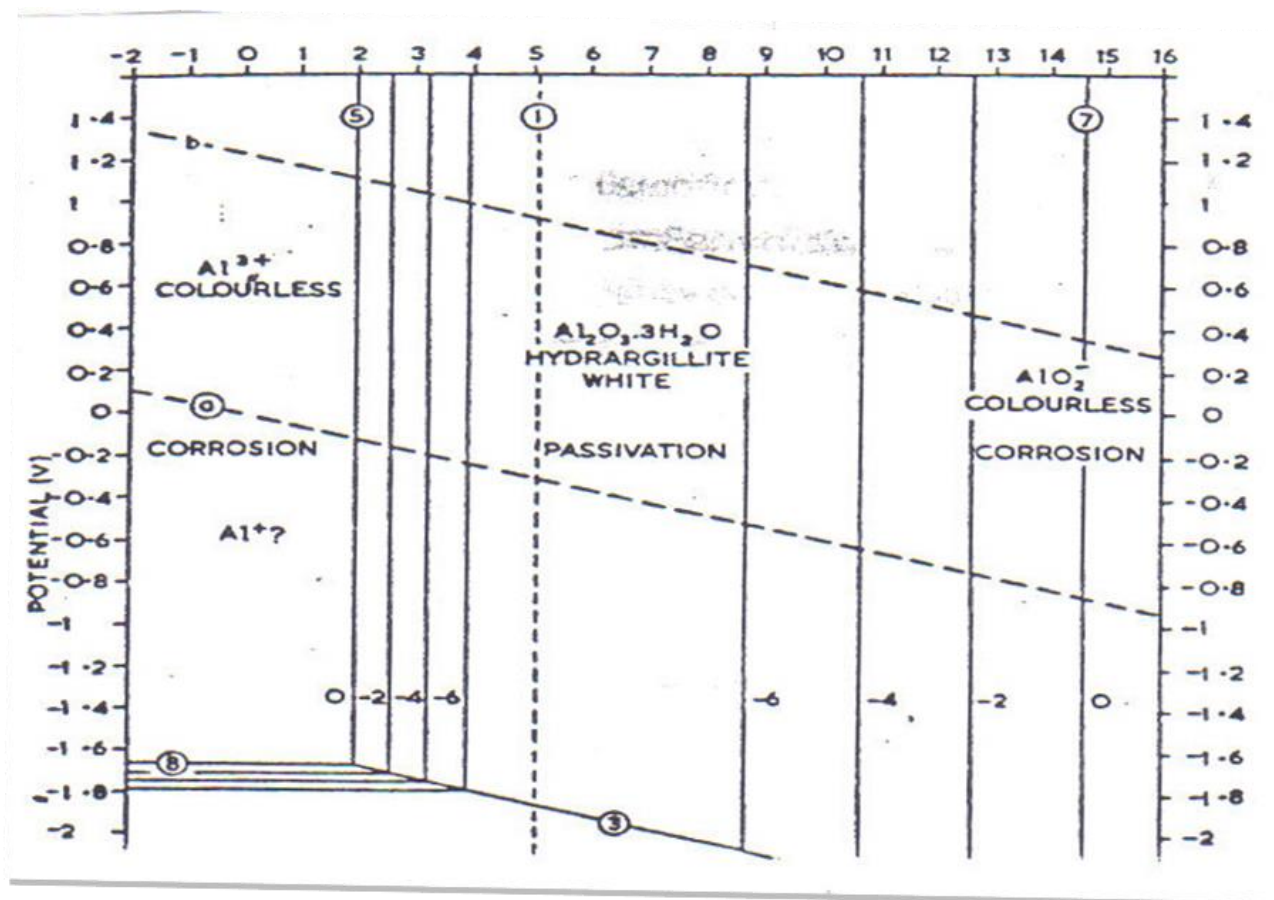 -2 -1 0 1 2 3 4 5 6 7 8 9 10 11 12 13 14 15 16
5 1 7
1.4 1.4
b
1.2 1.2
1 1
0.8 0.8
Al3+
COLOURLESS
0.6 0.6
Al2O3.3H2O
HYDRARGILLITE
WHITE
0.4 0.4
0.2 0.2
AlO2-
COLOURLESS
a
0 0
CORROSION PASSIVATION CORROSION
-0.2 -0.2
POTENTIAL (V)
-0.4 -0.4
Al+?
-0.6 -0.6
-0.8 -0.8
-1 -1
-1.2 -1.2
0 -2 -4 -6 -6 -4 -2 0
-1.4 -1.4
-1.6 -1.6
8
-1.8 -1.8
3
-2 -2